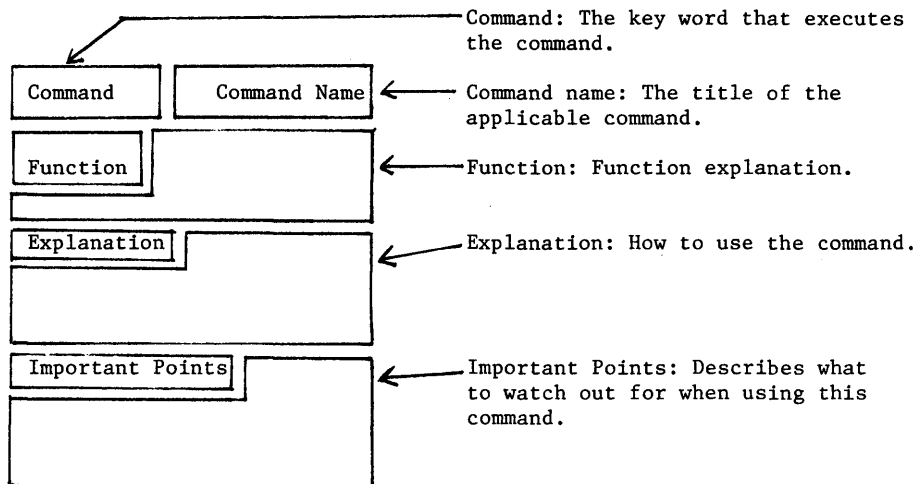 Command: The key word that executes
the command.
Command
Command Name
Command name: The title of the
applicable command.
Function
Function: Function explanation.
Explanation
Explanation: How to use the command.
Important Points
Important Points: Describes what
to watch out for when using this
command.